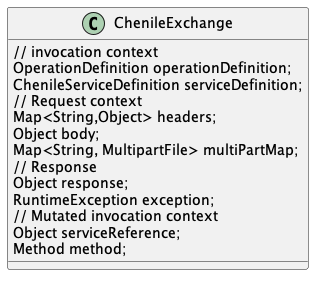 C ChenileExchange
// invocation context
OperationDefinition operationDefinition;
ChenileServiceDefinition serviceDefinition;
// Request context
Map<String,Object> headers;
Object body;
Map<String, MultipartFile> multiPartMap;
// Response
Object response;
RuntimeException exception;
// Mutated invocation context
Object serviceReference;
Method method;